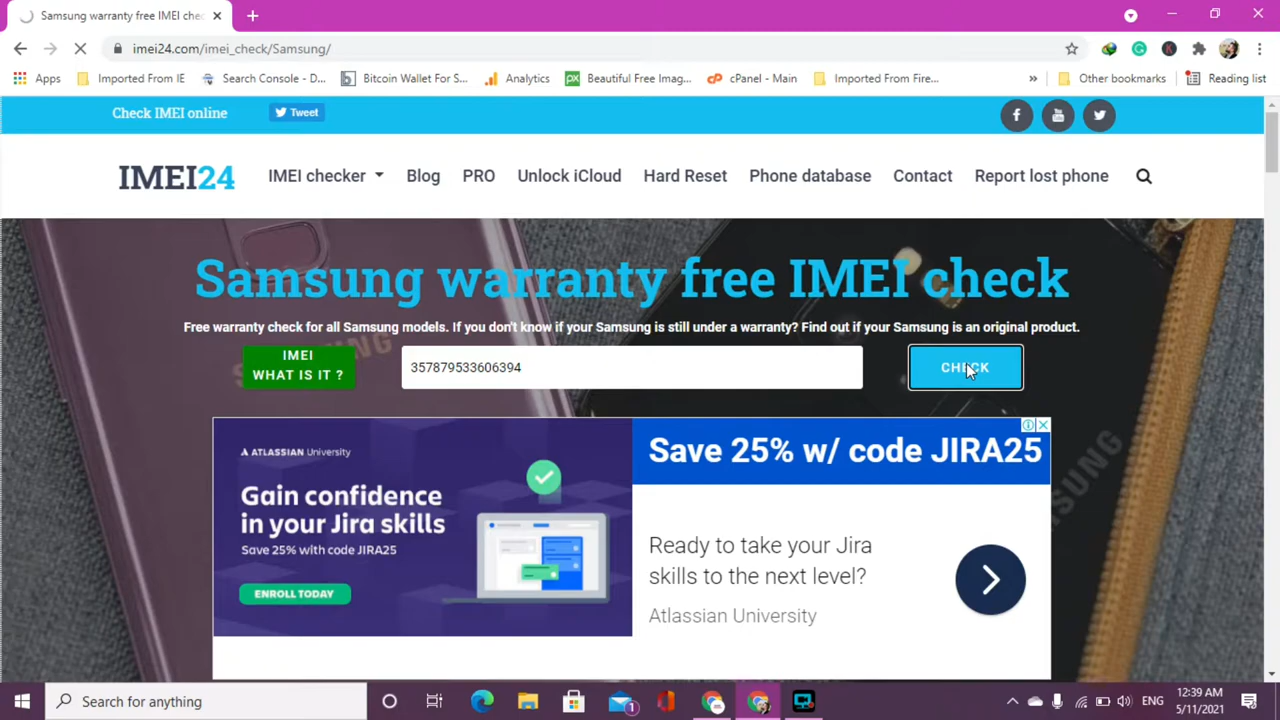 Samsung warranty free IMEI chec
imei24.com/imei_check/Samsung/
Apps
Imported From IE
Search Console - D...
Bitcoin Wallet For S...
Analytics
px
Beautiful Free Imag...
cP
cPanel - Main
Imported From Fire...
»
Other bookmarks
Reading list
Check IMEI online
Tweet
IMEI24
IMEI checker
Blog
PRO
Unlock iCloud
Hard Reset
Phone database
Contact
Report lost phone
Samsung warranty free IMEI check
Free warranty check for all Samsung models. If you don't know if your Samsung is still under a warranty? Find out if your Samsung is an original product.
IMEI
WHAT IS IT ?
357879533606394
CHECK
ATLASSIAN University
Gain confidence
in your Jira skills
Save 25% with code JIRA25
ENROLL TODAY
Save 25% w/ code JIRA25
Ready to take your Jira
skills to the next level?
Atlassian University
SAMSUNG
Search for anything
1
ENG
12:39 AM
5/11/2021